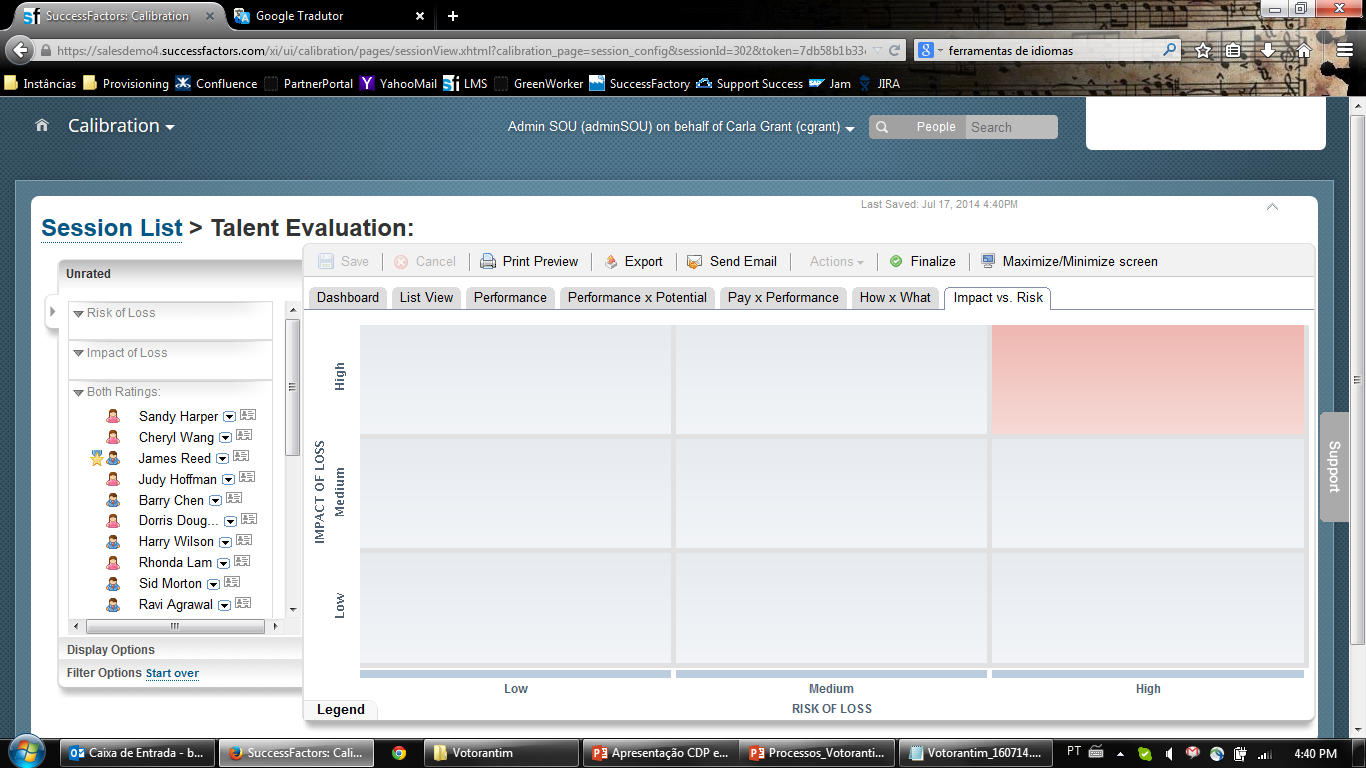 SuccessFactors: Calibration
Google Tradutor
https://salesdemo4.successfactors.com/xi/ui/calibration/pages/sessionView.xhtml?calibration_page=session_config&sessionId=302&token=7db58b1b33
ferramentas de idiomas
Instâncias Provisioning Confluence PartnerPortal YahooMail LMS GreenWorker SuccessFactory Support Success Jam JIRA
Calibration
Admin SOU (adminSOU) on behalf of Carla Grant (cgrant)
People Search
Last Saved: Jul 17, 2014 4:40PM
Session List > Talent Evaluation:
Unrated
Save Cancel Print Preview Export Send Email Actions Finalize Maximize/Minimize screen
Dashboard List View Performance Performance x Potential Pay x Performance How x What Impact vs. Risk
Risk of Loss
Impact of Loss
Both Ratings:
Sandy Harper
Cheryl Wang
James Reed
Judy Hoffman
Barry Chen
Dorris Doug...
Harry Wilson
Rhonda Lam
Sid Morton
Ravi Agrawal
Display Options
Filter Options Start over
IMPACT OF LOSS
High
Medium
Low
Low Medium High
RISK OF LOSS
Legend
Support
Caixa de Entrada - b...
SuccessFactors: Cali...
Votorantim
Apresentação CDP e...
Processos_Votoranti...
Votorantim_160714....
PT
4:40 PM